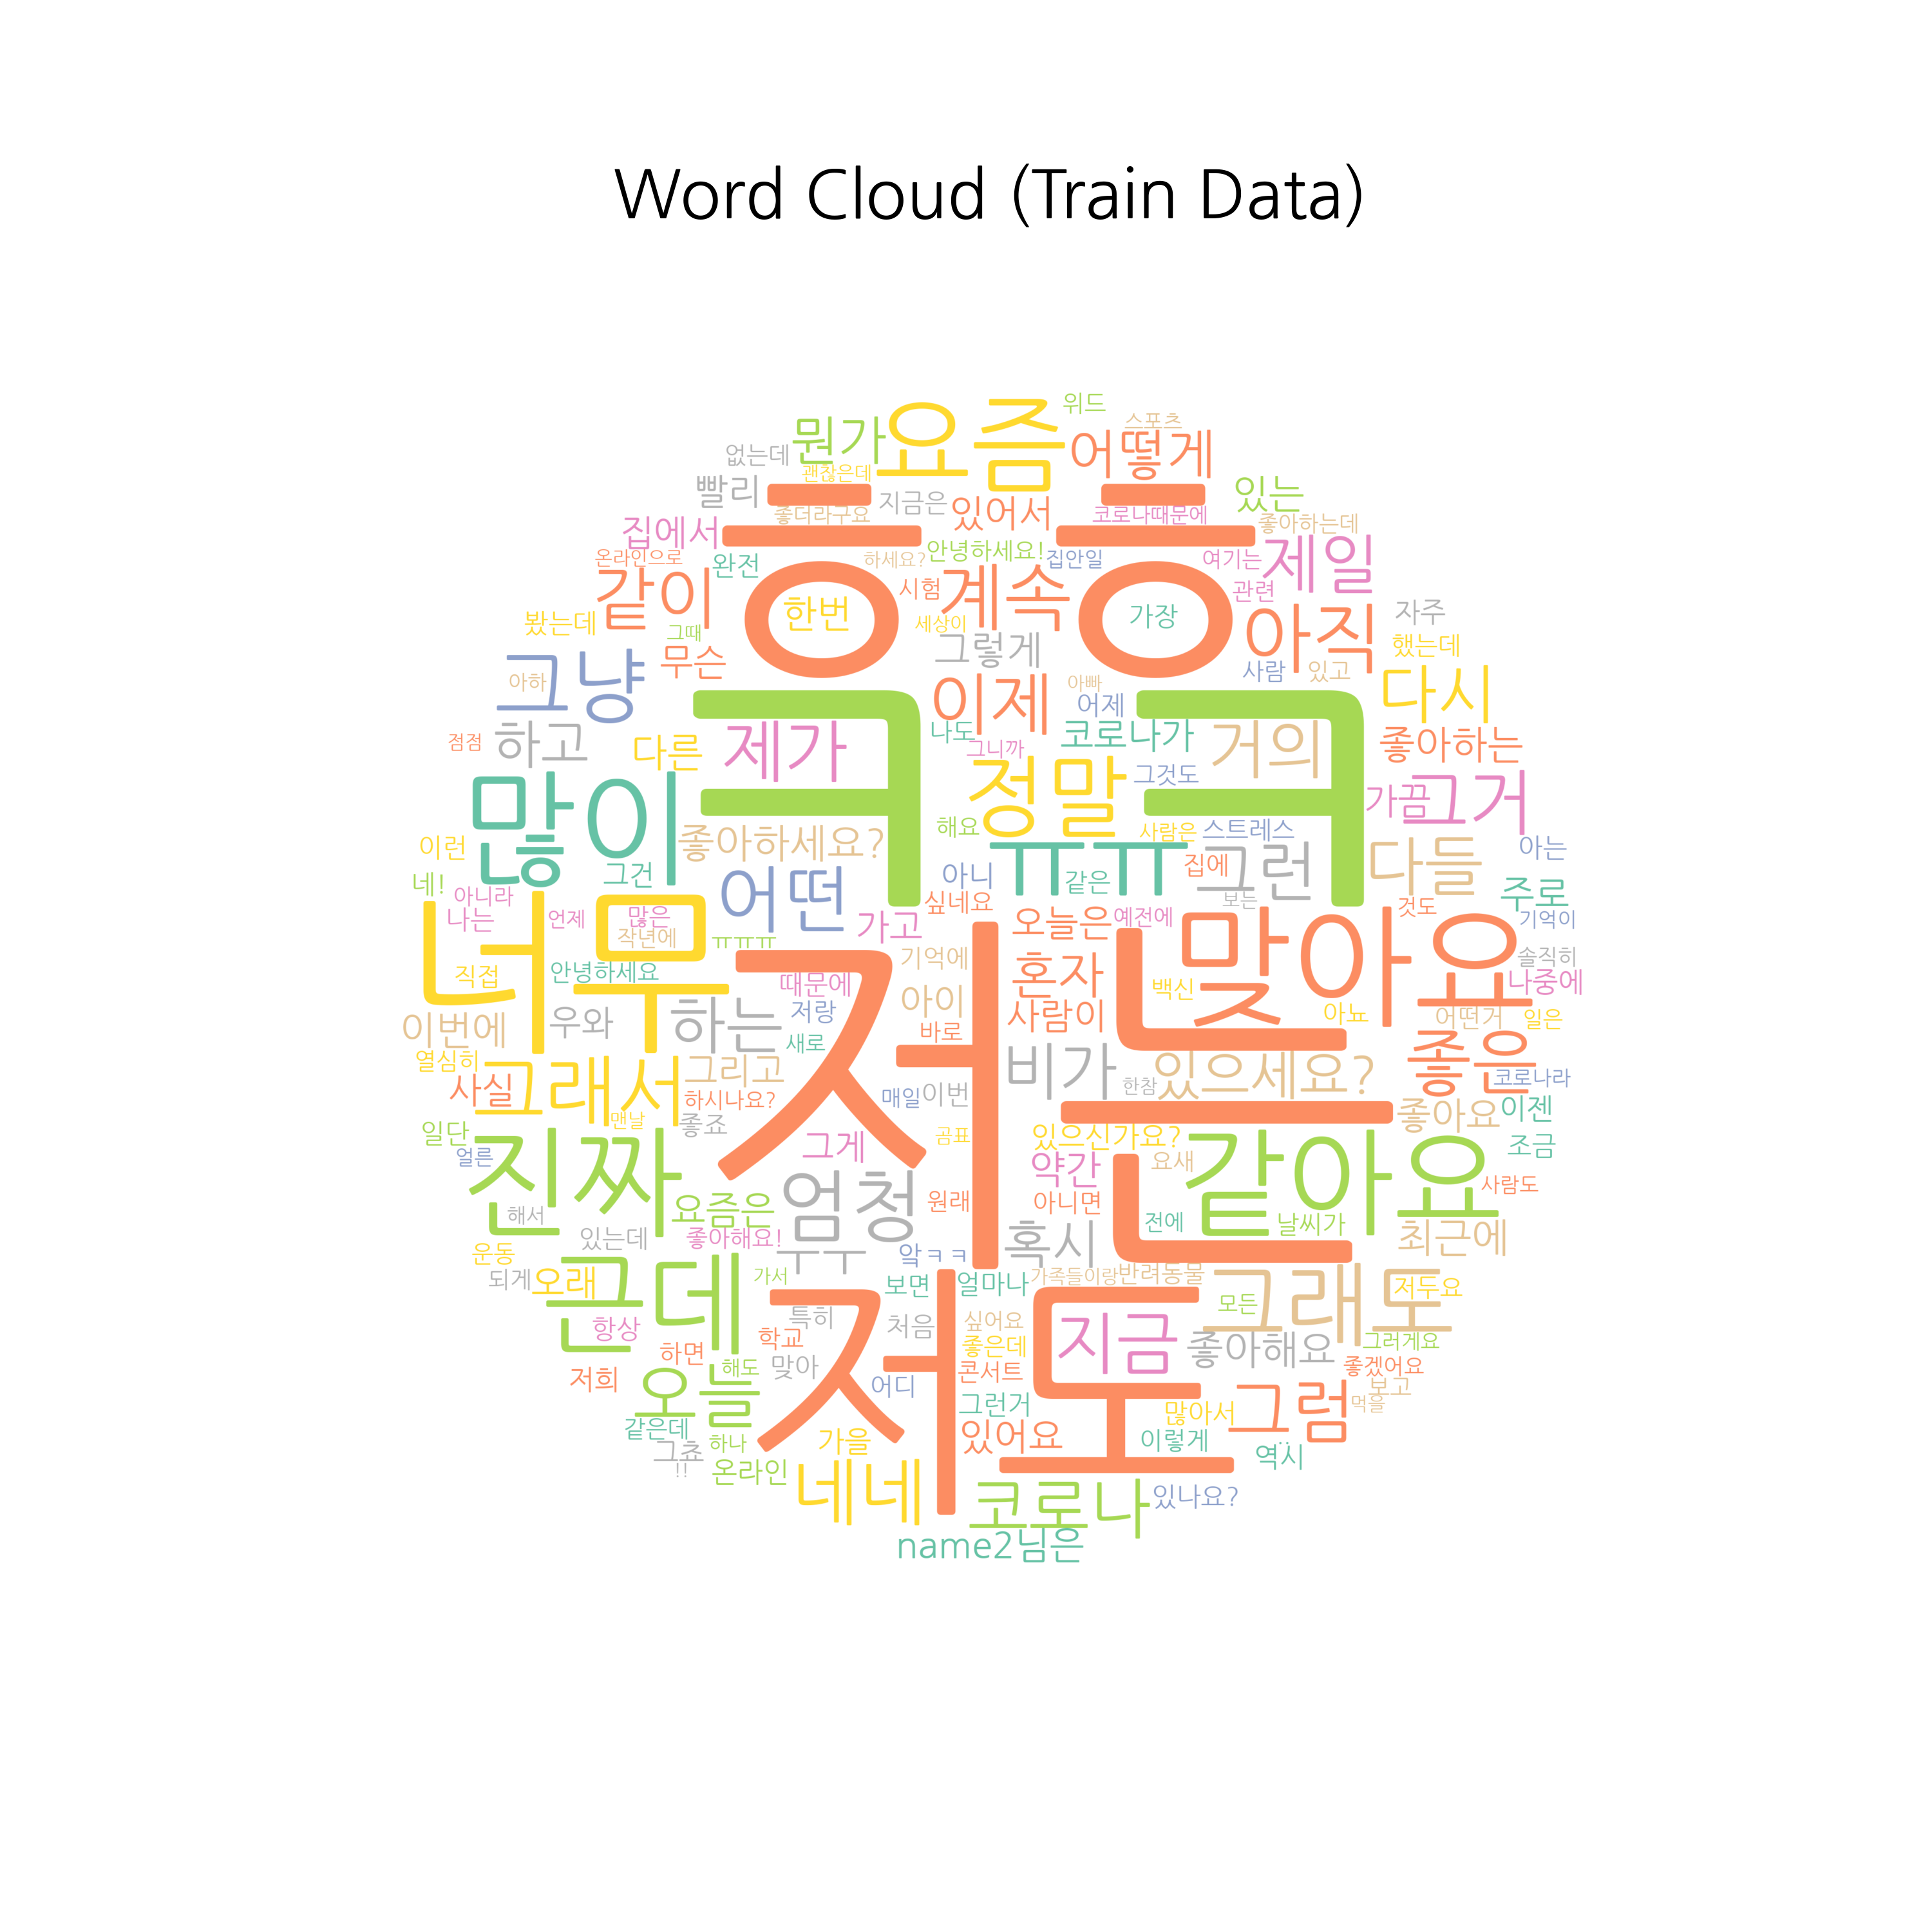 Word Cloud (Train Data)
위드
스포츠
요즘
뭔가
어떻게
없는데
괜찮은데
빨리
지금은
있는
흥흥
좋더라구요
있어서
코로나때문에
좋아하는데
집에서
안녕하세요!
집안일
제일
온라인으로
완전
하세요?
여기는
같이
시험
계속
관련
한번
가장
자주
봤는데
세상이
아직
했는데
그때
무슨
그렇게
그냥
사람
있고
다시
아하
이제
아빠
어제
ㅋㅋ
점점
하고
다른
제가
나도
코로나가
거의
좋아하는
그니까
많이
정말
그것도
가끔
그거
해요
사람은
스트레스
이런
좋아하세요?
다들
아는
ㅠㅠ
그런
집에
네!
그건
어떤
아니
같은
주로
아니라
보는
너무
나는
언제
많은
가고
싶네요
오늘은
예전에
맞아요
것도
기억이
작년에
ㅠㅠㅠ
저는
기억에
솔직히
직접
안녕하세요
때문에
혼자
백신
나중에
이번에
우와
하는
저랑
아이
사람이
아뇨
어떤거
일은
새로
바로
열심히
그래서
그리고
비가
있으세요?
좋은
코로나라
사실
하시나요?
매일
이번
한참
맨날
좋죠
좋아요
이젠
일단
진짜
그게
곰표
있으신가요?
같아요
조금
얼른
엄청
약간
요새
요즘은
원래
아니면
사람도
해서
전에
날씨가
있는데
좋아해요!
최근에
운동
무우
앜ㅋㅋ
혹시
되게
오래
근데
가서
보면
얼마나
가족들이랑
반려동물
그래도
저두요
저도
모든
항상
특히
처음
싶어요
지금
학교
좋은데
좋아해요
그러게요
하면
해도
맞아
콘서트
좋겠어요
저희
오늘
어디
그런거
그럼
보고
먹을
많아서
같은데
하나
가을
있어요
이렇게
역시
그죠
!!
온라인
네네
코로나
있나요?
name2님은